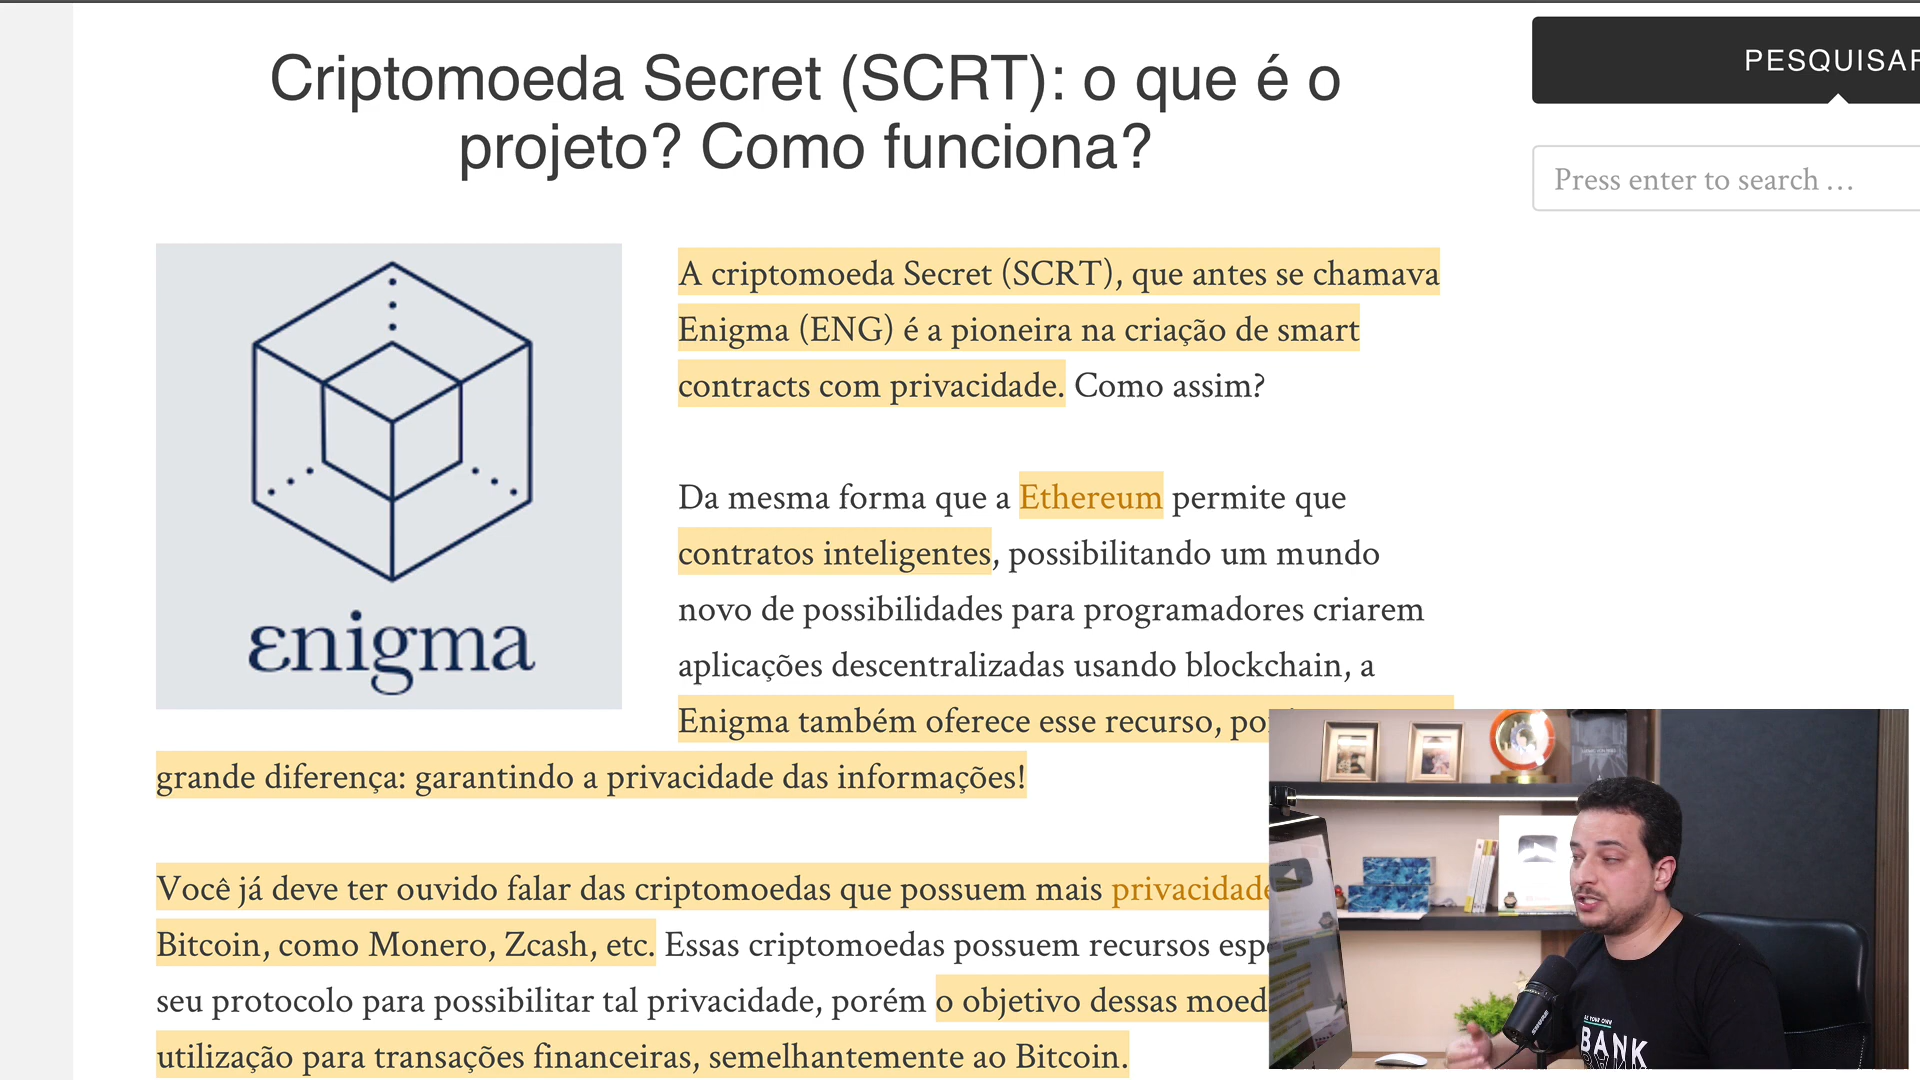 Criptomoeda Secret (SCRT): o que é o
projeto? Como funciona?
PESQUISAR
Press enter to search ...
εnigma
A criptomoeda Secret (SCRT), que antes se chamava
Enigma (ENG) é a pioneira na criação de smart
contracts com privacidade. Como assim?
Da mesma forma que a Ethereum permite que
contratos inteligentes, possibilitando um mundo
novo de possibilidades para programadores criarem
aplicações descentralizadas usando blockchain, a
Enigma também oferece esse recurso,
grande diferença: garantindo a privacidade das informações!
Você já deve ter ouvido falar das criptomoedas que possuem mais privacidade
Bitcoin, como Monero, Zcash, etc. Essas criptomoedas possuem recursos
seu protocolo para possibilitar tal privacidade, porém o objetivo dessas
utilização para transações financeiras, semelhantemente ao Bitcoin.
BE YOUR OWN
BANK